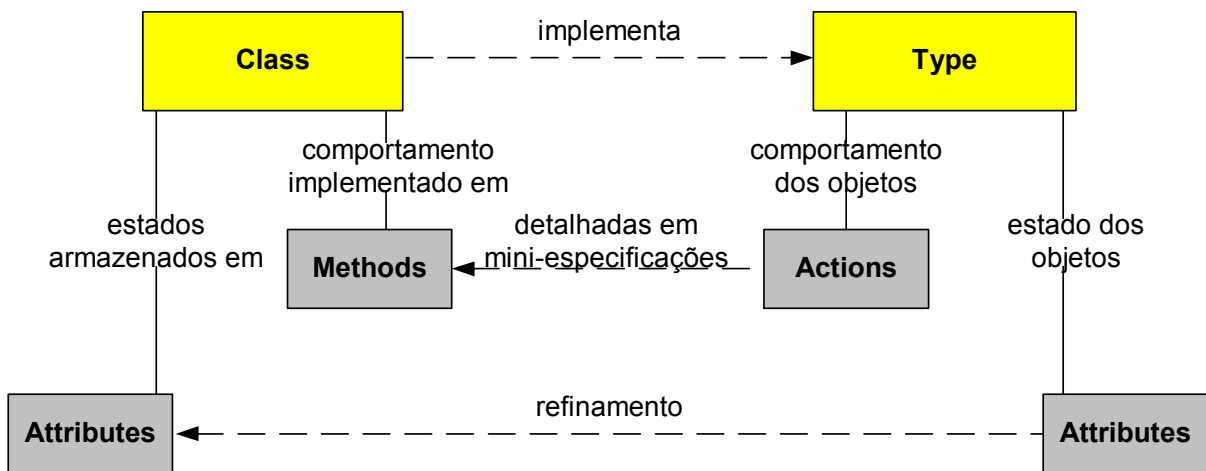 implementa
Class
Type
comportamento
implementado em
comportamento
dos objetos
estados
armazenados em
detalhadas em
mini-especificações
estado dos
objetos
Methods
Actions
refinamento
Attributes
Attributes